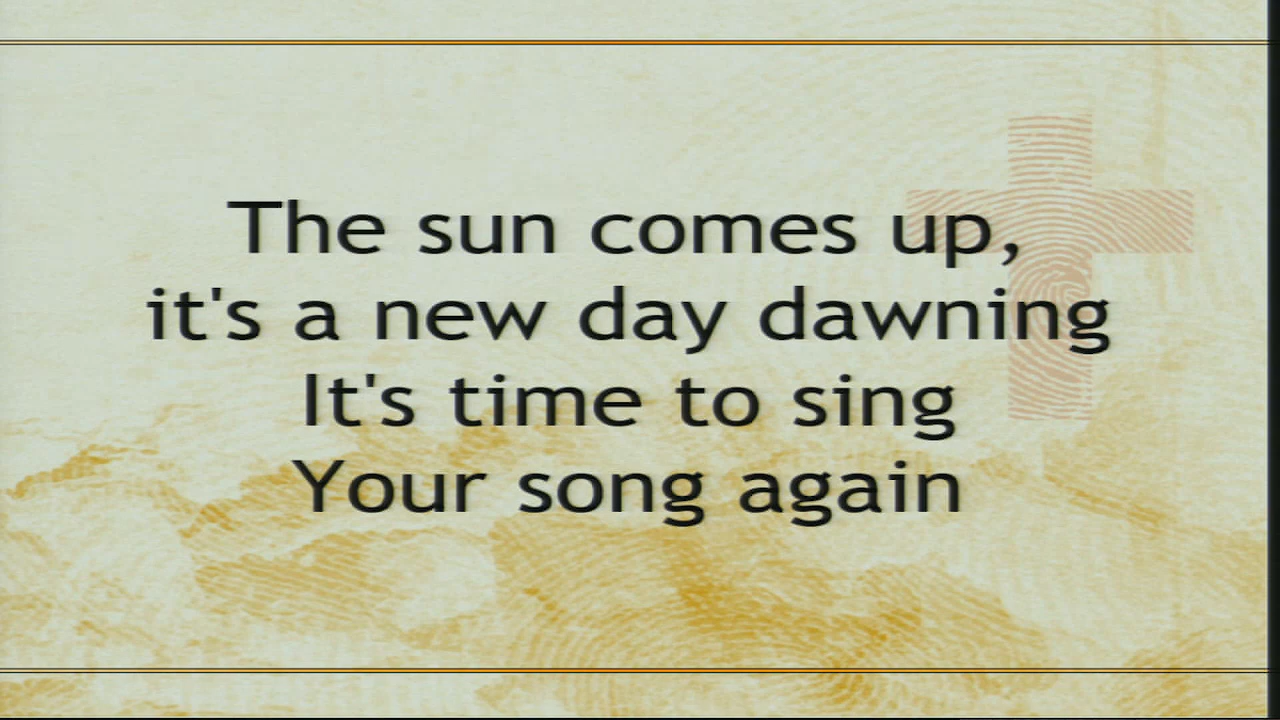 The sun comes up,
it's a new day dawning
It's time to sing
Your song again